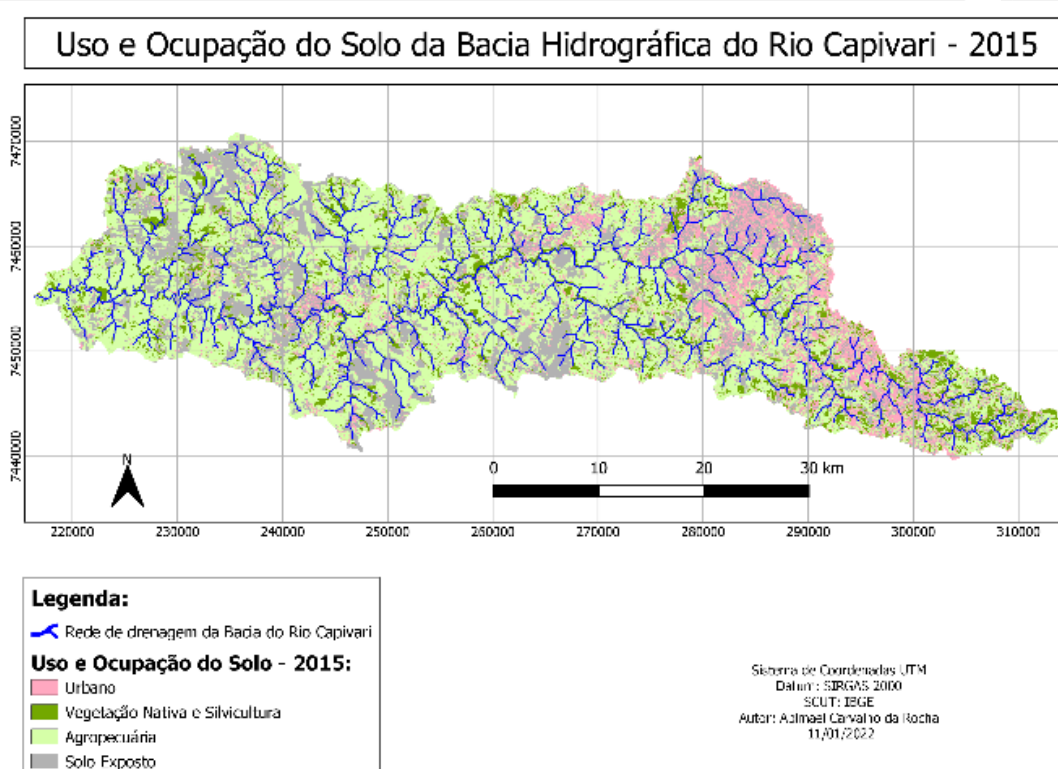 Uso e Ocupação do Solo da Bacia Hidrográfica do Rio Capivari - 2015
7470000
7460000
7450000
7440000
N
0 10 20 30 km
220000 230000 240000 250000 260000 270000 280000 290000 300000 310000
Legenda:
Rede de drenagem da Bacia do Rio Capivari
Uso e Ocupação do Solo - 2015:
Urbano
Vegetação Nativa e Silvicultura
Agropecuária
Solo Exposto
Sistema de Coordenadas UTM
Datum: SIRGAS 2000
IBGE
Autor: Carvalho da Rocha
11/01/2022